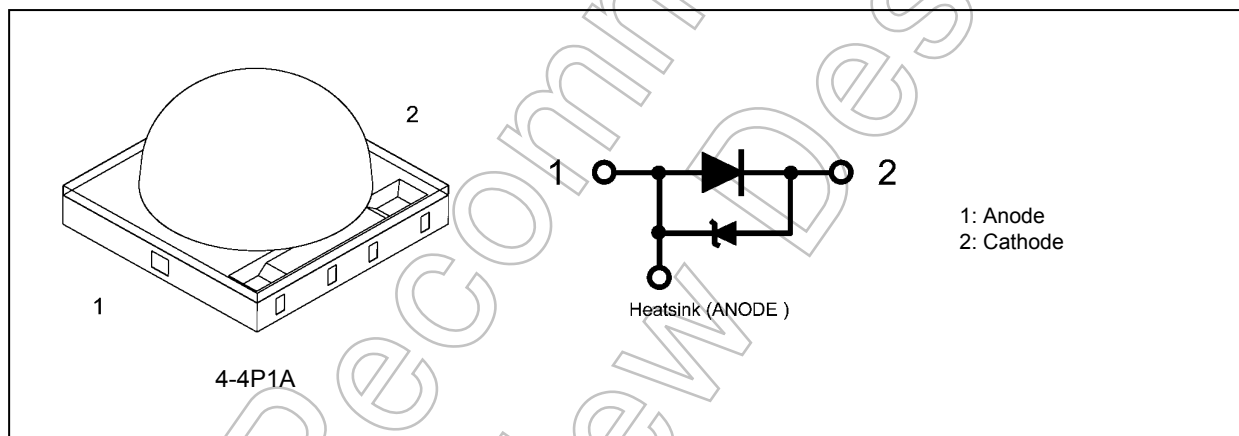 2
1
4-4P1A
1
2
Heatsink (ANODE )
1: Anode
2: Cathode